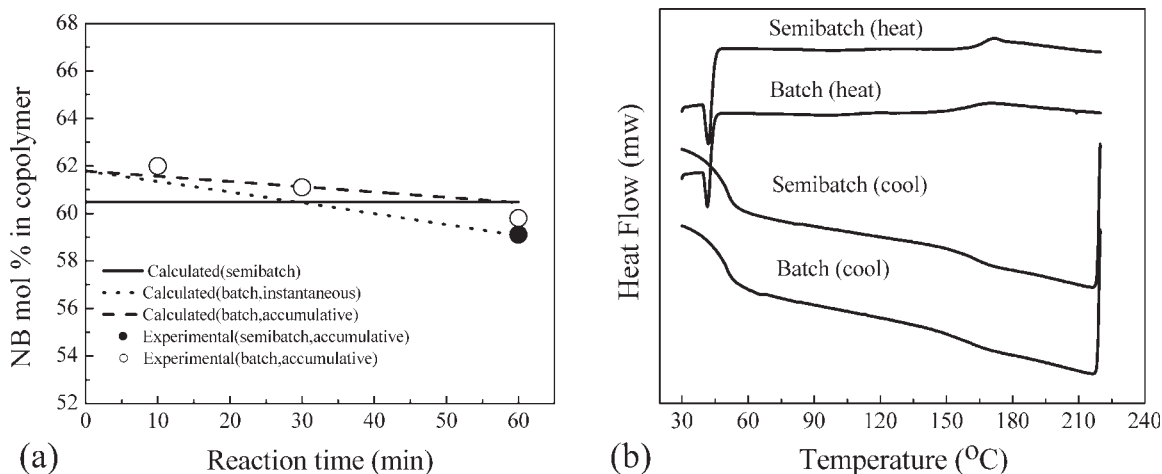 68
66
64
62
60
58
56
54
52
0
10
20
30
40
50
60
NB mol % in copolymer
Reaction time (min)
Calculated(semibatch)
Calculated(batch,instantaneous)
Calculated(batch,accumulative)
Experimental(semibatch,accumulative)
Experimental(batch,accumulative)
(a)
Semibatch (heat)
Batch (heat)
Semibatch (cool)
Batch (cool)
Heat Flow (mw)
30
60
90
120
150
180
210
240
Temperature (°C)
(b)